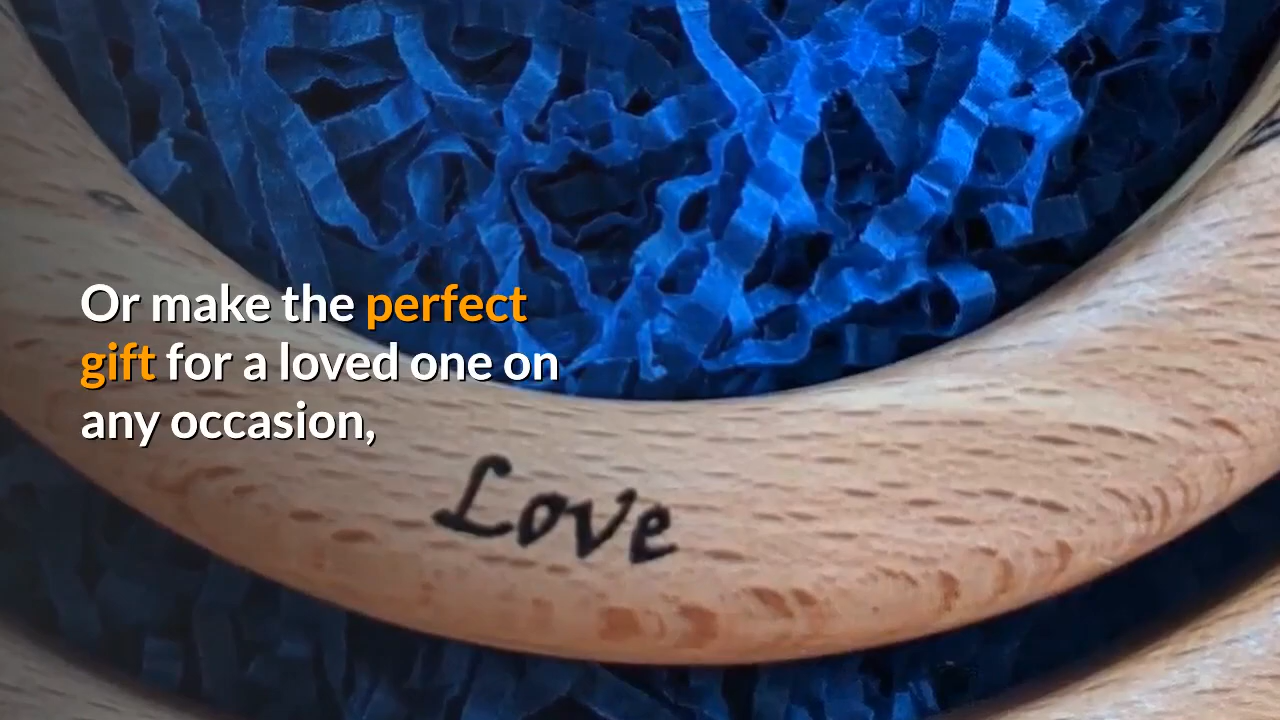 Or make the perfect
gift for a loved one on
any occasion,
Love